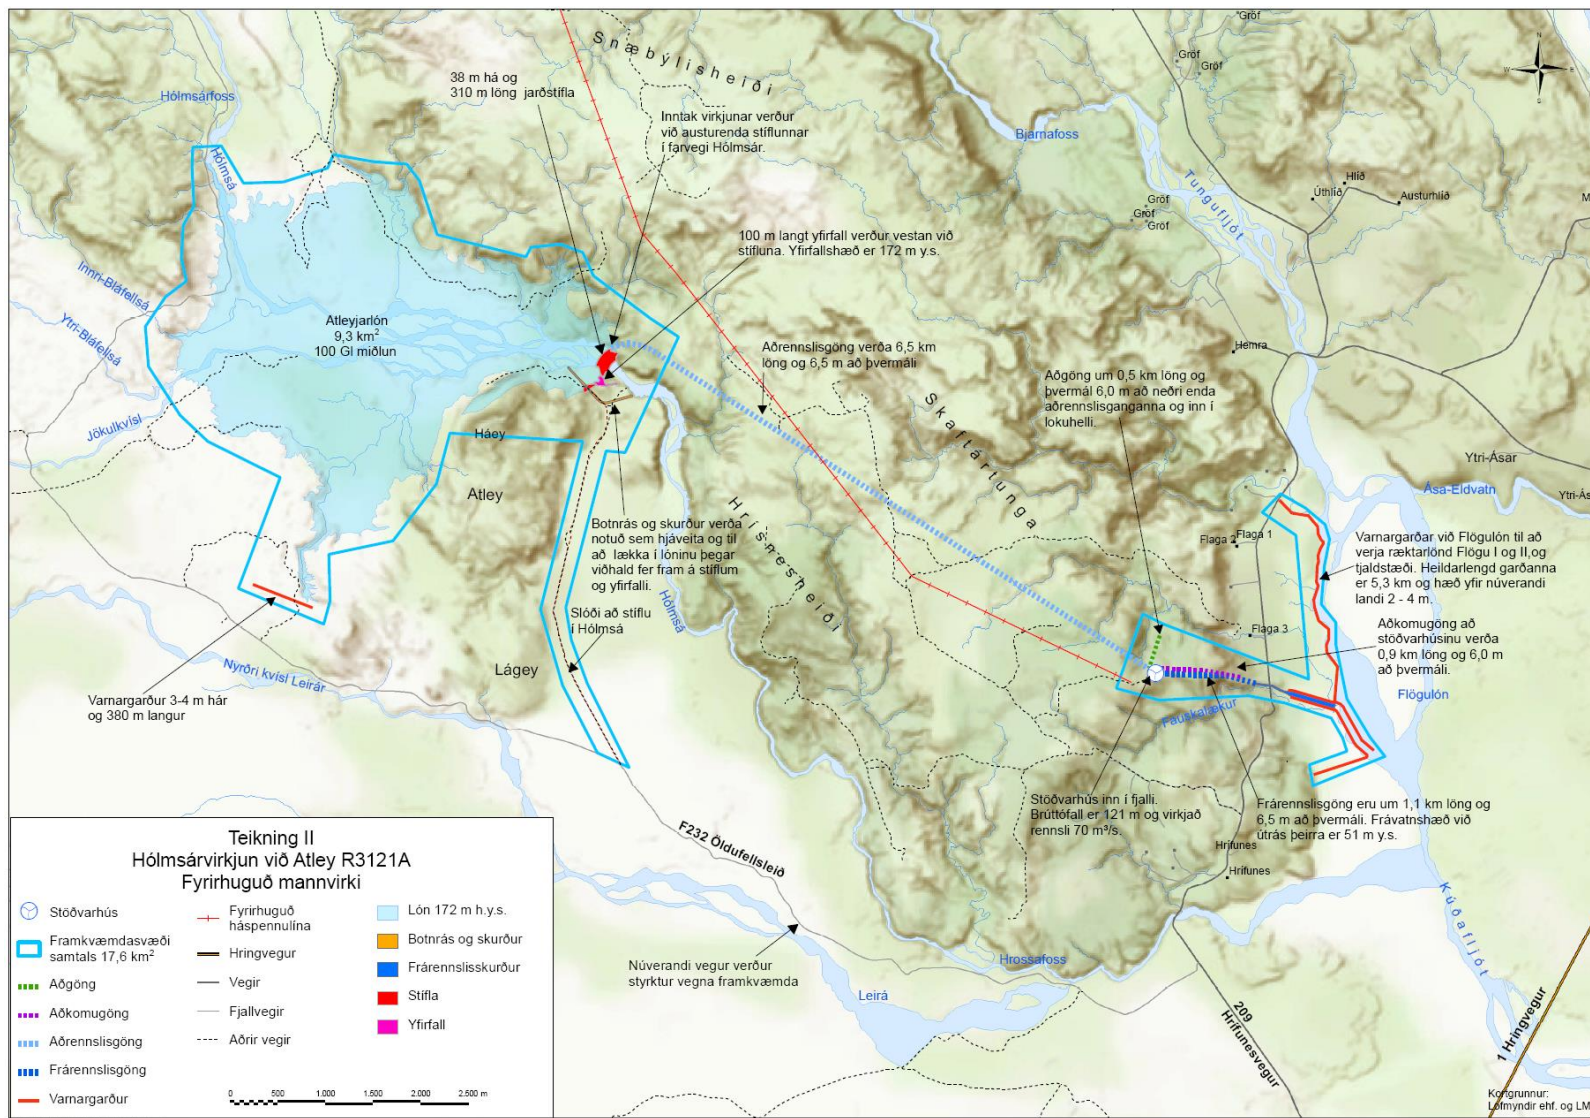 Gröf
Snæbýlisheiði
Gröf
Gröf
38 m há og
310 m löng jarðstífla
Hólmsárfoss
Inntak virkjunar verður
við austurenda stíflunnar
í farvegi Hólmsár.
Bjarnafoss
Hólmsá
Tungufljót
Hlíð
Úthlíð
Austurhlíð
Gröf
Gröf
Gröf
100 m langt yfirfall verður vestan við
stífluna. Yfirfallshæð er 172 m y.s.
Innri-Bláfellsá
Ytri-Bláfellsá
Atleyjarlón
9,3 km²
100 Gl miðlun
Hemra
Aðrennslisgöng verða 6,5 km
löng og 6,5 m að þvermáli
Aðgöng um 0,5 km löng og
þvermál 6,0 m að neðri enda
aðrennslisganganna og inn í
lokuhelli.
Skaftártunga
Jökulkvísl
Háey
Atley
Ytri-Ásar
Ása-Eldvatn
Hrísnesheiði
Botnrás og skurður verða
notuð sem hjáveita og til
að lækka í lóninu þegar
viðhald fer fram á stíflum
og yfirfalli.
Flaga 2
Flaga 1
Varnargarðar við Flögulón til að
verja ræktarlönd Flögu I og II,og
tjaldstæði. Heildarlengd garðanna
er 5,3 km og hæð yfir núverandi
landi 2 - 4 m.
Slóði að stíflu
í Hólmsá
Hólmsá
Flaga 3
Aðkomugöng að
stöðvarhúsinu verða
0,9 km löng og 6,0 m
að þvermáli.
Nyrðri kvísl Leirár
Lágey
Varnargarður 3-4 m hár
og 380 m langur
Flögulón
Fauskalækur
Stöðvarhús inn í fjalli.
Brúttófall er 121 m og virkjað
rennsli 70 m³/s.
Frárennslisgöng eru um 1,1 km löng og
6,5 m að þvermáli. Frávatnshæð við
útrás þeirra er 51 m y.s.
Hrífunes
Hrífunes
F232 Öldufellsleið
Kúðafljót
Núverandi vegur verður
styrktur vegna framkvæmda
Hrossafoss
Leirá
209
Hrífunesvegur
1 Hringvegur
Teikning II
Hólmsárvirkjun við Atley R3121A
Fyrirhuguð mannvirki
Stöðvarhús
Framkvæmdasvæði
samtals 17,6 km²
Aðgöng
Aðkomugöng
Aðrennslisgöng
Frárennslisgöng
Varnargarður
Fyrirhuguð
háspennulína
Hringvegur
Vegir
Fjallvegir
Aðrir vegir
Lón 172 m h.y.s.
Botnrás og skurður
Frárennslisskurður
Stífla
Yfirfall
0 500 1.000 1.500 2.000 2.500 m
Kortgrunnur:
Loftmyndir ehf. og LM